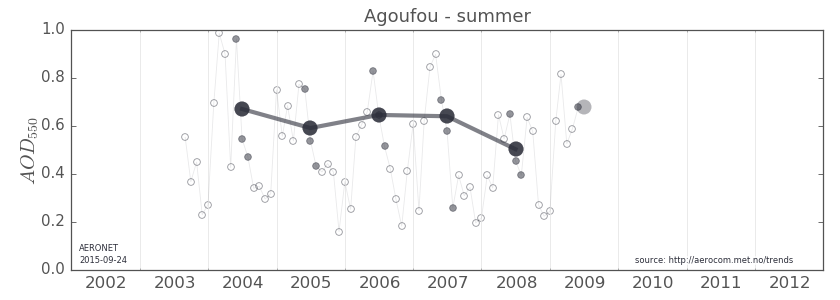 Agoufou - summer
1.0
0.8
0.6
0.4
0.2
0.0
AOD550
AERONET
2015-09-24
source: http://aerocom.met.no/trends
2002 2003 2004 2005 2006 2007 2008 2009 2010 2011 2012